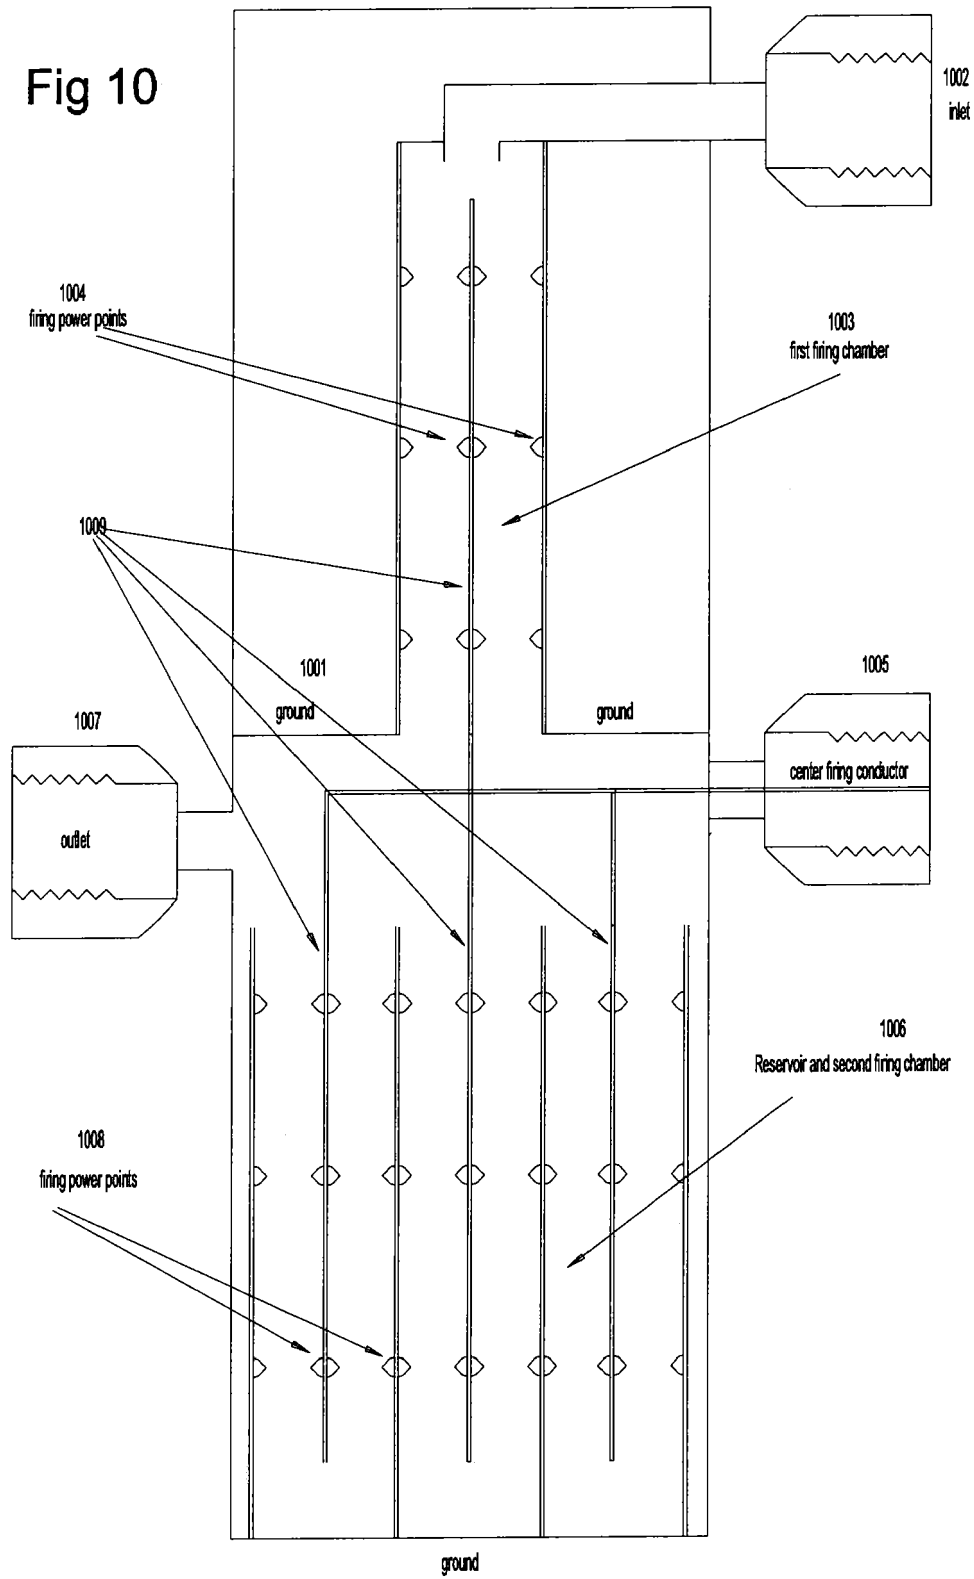 Fig 10
1002
inlet
1004
firing power points
1003
first firing chamber
1009
1001
ground
ground
1005
center firing conductor
1007
outlet
1006
Reservoir and second firing chamber
1008
firing power points
ground